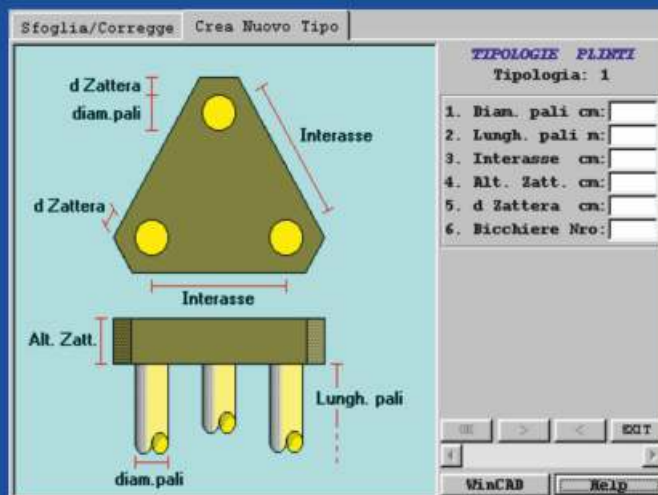 Sfoglia/Corregge Crea Nuovo Tipo
d Zattera
diam.pali
Interasse
d Zattera
Interasse
Alt. Zatt.
Lungh. pali
diam.pali
TIPOLOGIE PLINTI
Tipologia: 1
1. Diam. pali cm:
2. Lungh. pali m:
3. Interasse cm:
4. Alt. Zatt. cm:
5. d Zattera cm:
6. Bicchiere Nro:
OK > < EXIT
WinCAD Help